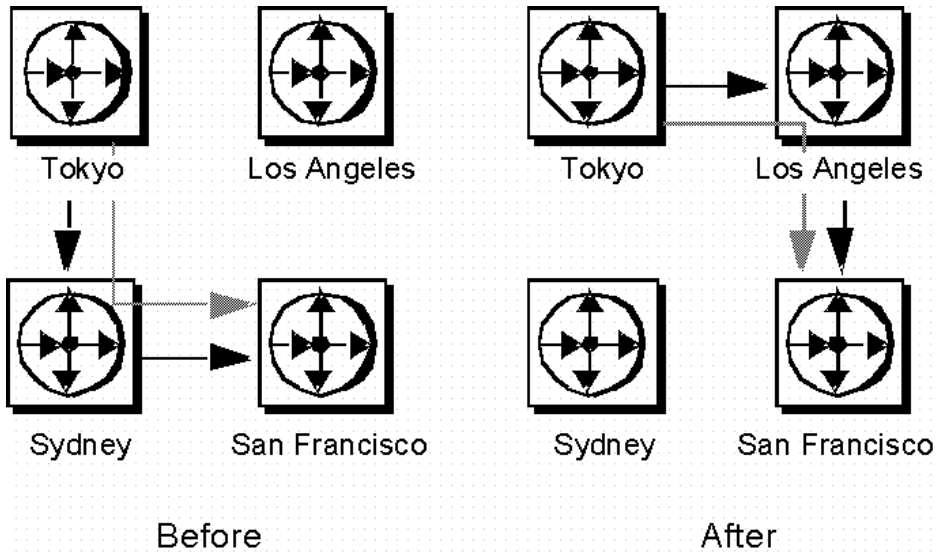 Tokyo
Los Angeles
Tokyo
Los Angeles
Sydney
San Francisco
Sydney
San Francisco
Before
After